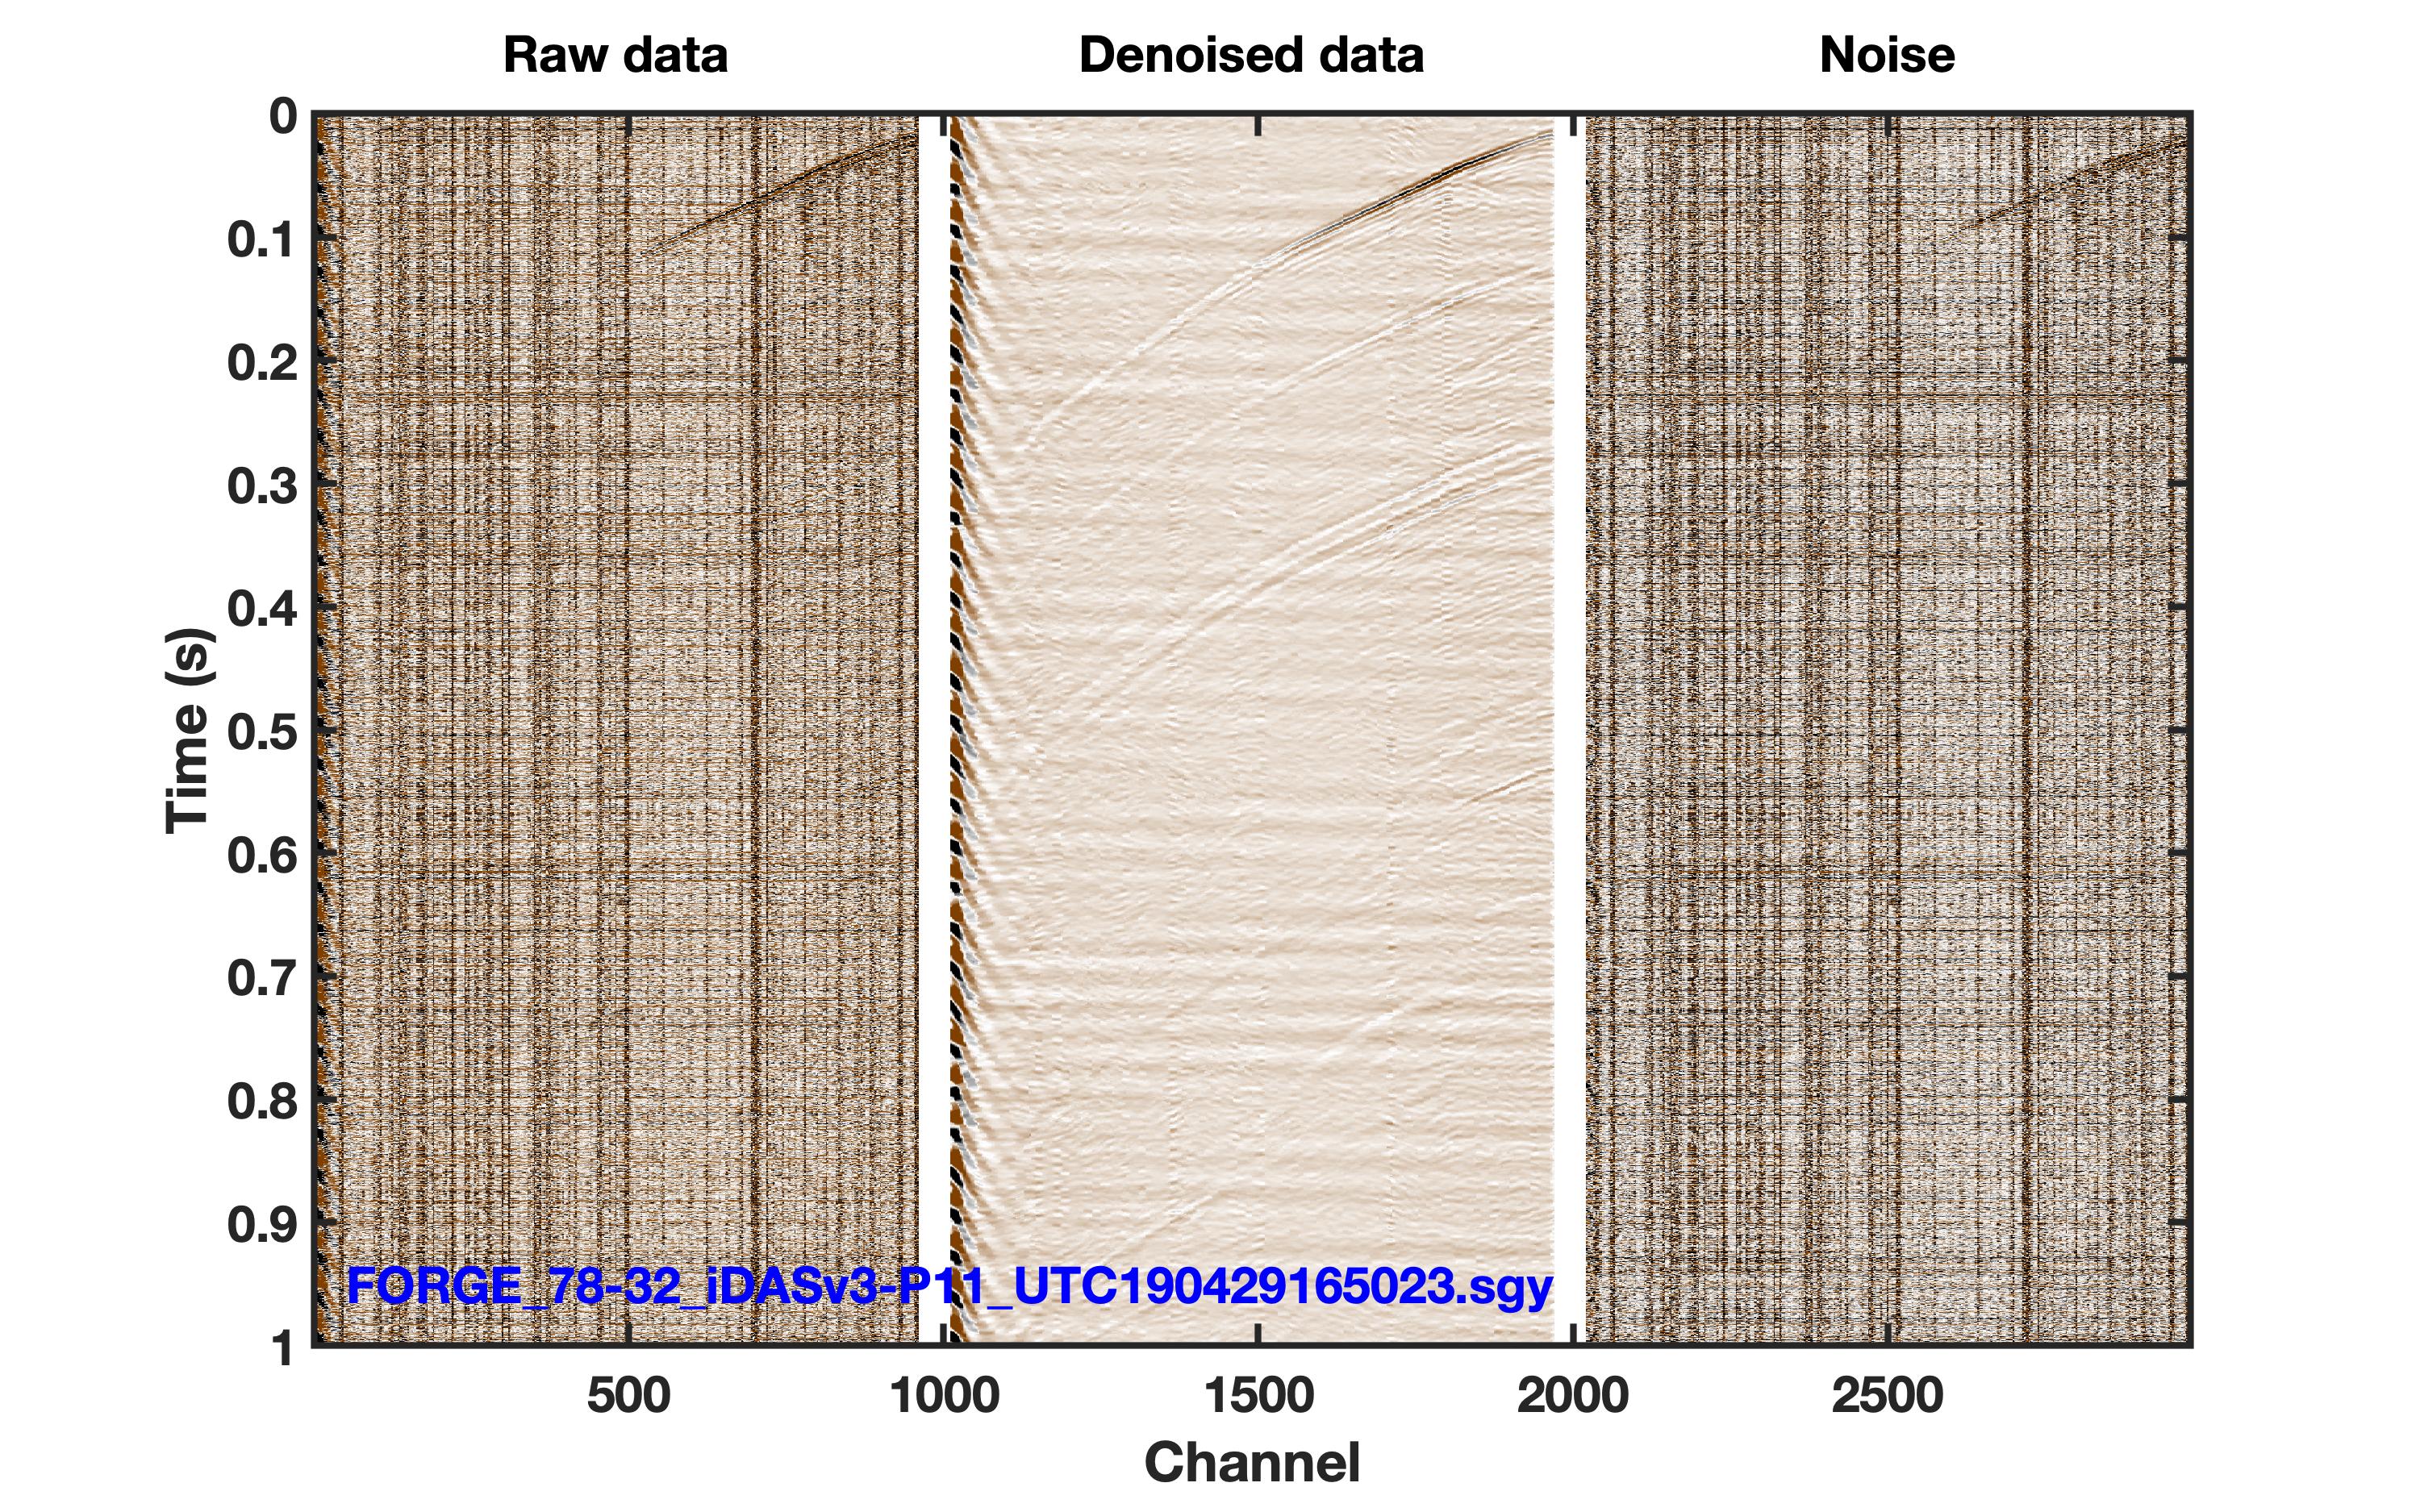 Raw data
Denoised data
Noise
0
0.1
0.2
0.3
0.4
0.5
0.6
0.7
0.8
0.9
1
Time (s)
FORGE_78-32_iDASv3-P11_UTC190429165023.sgy
500
1000
1500
2000
2500
Channel